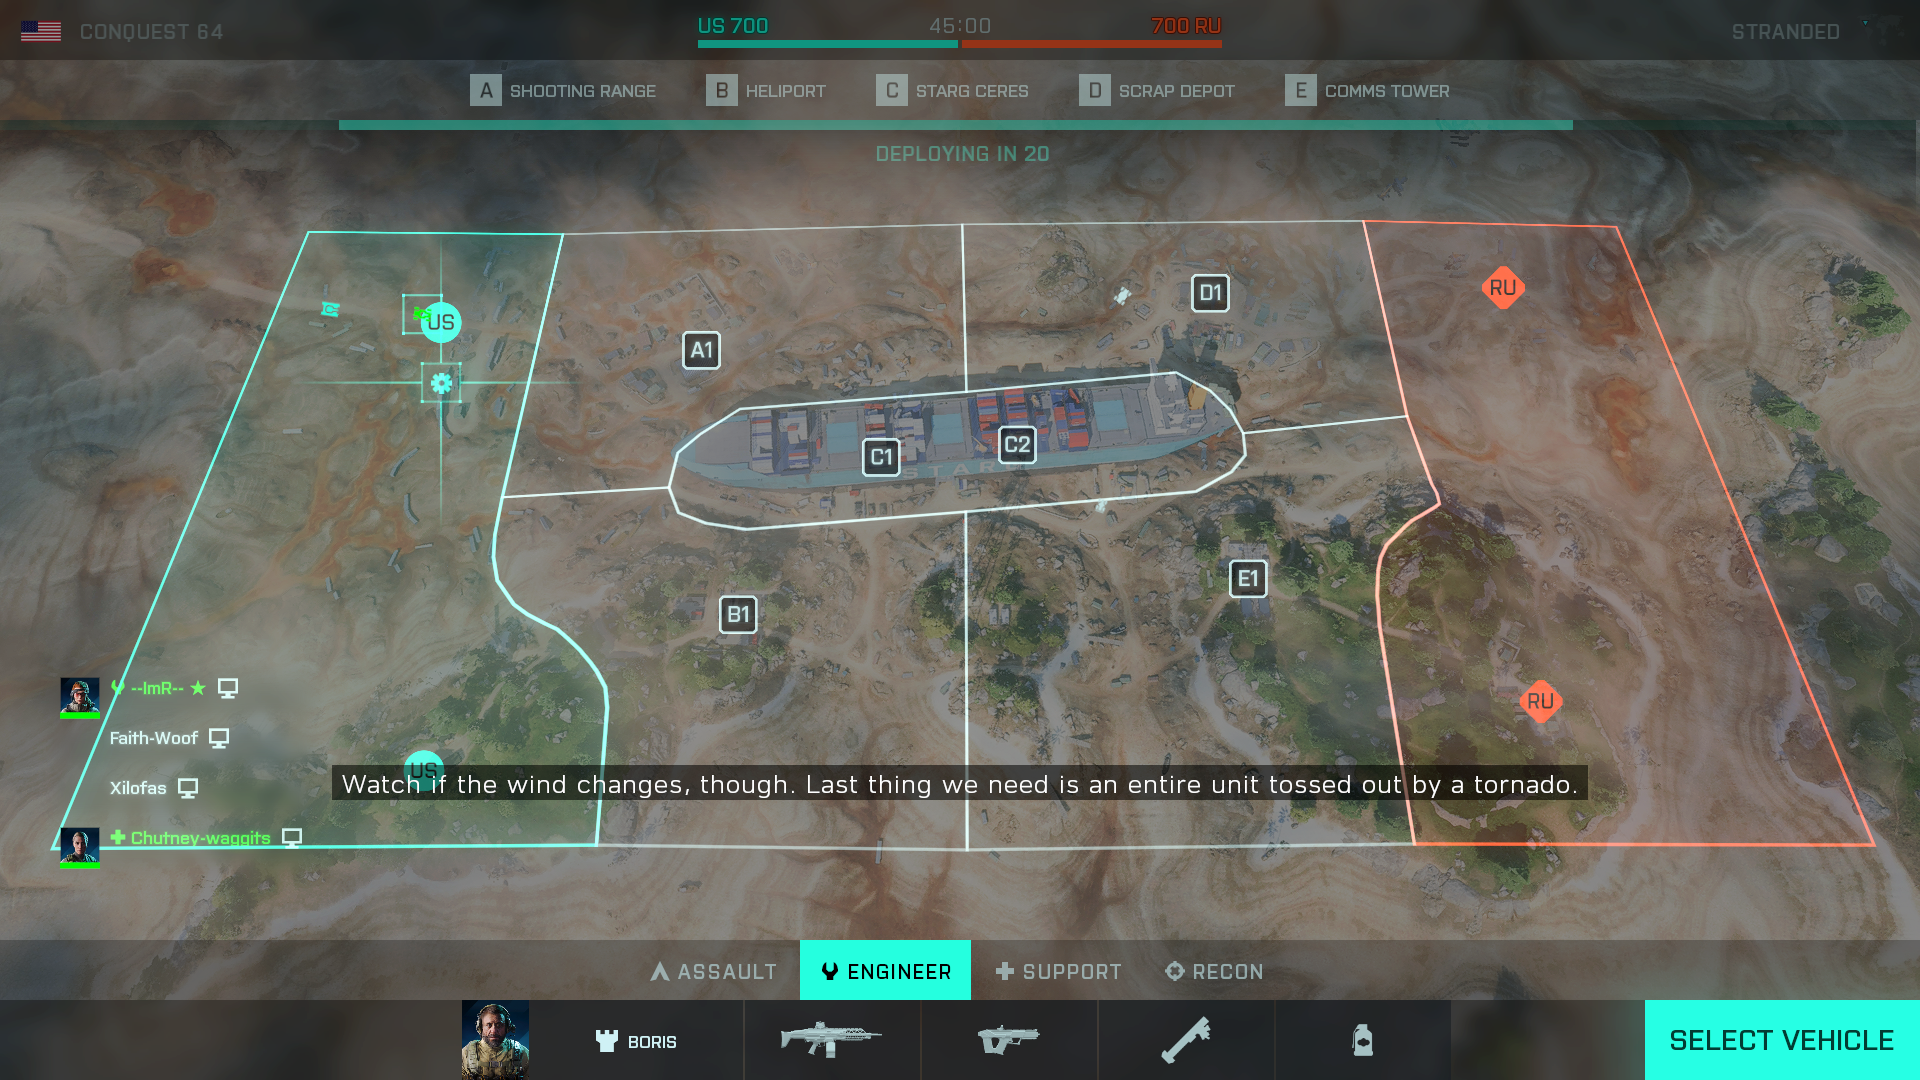 CONQUEST 64
US 700
45:00
700 RU
STRANDED
A SHOOTING RANGE
B HELIPORT
C STARG CERES
D SCRAP DEPOT
E COMMS TOWER
DEPLOYING IN 20
US
RU
D1
A1
C1
C2
STAR
E1
B1
RU
--ImR--
Faith-Woof
Xilofas
US
Watch if the wind changes, though. Last thing we need is an entire unit tossed out by a tornado.
Chutney-waggits
ASSAULT
ENGINEER
SUPPORT
RECON
BORIS
SELECT VEHICLE